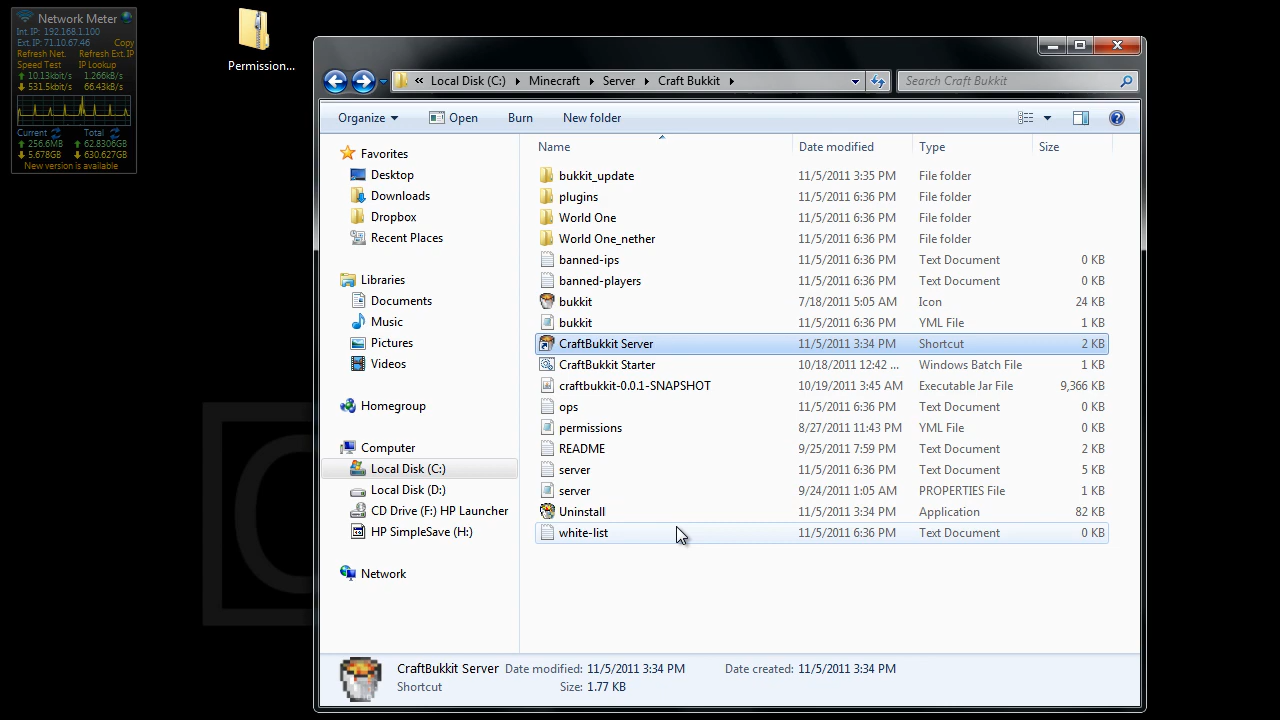 Network Meter
Int. IP: 192.168.1.100
Ext. IP: 71.10.67.46 Copy
Refresh Net. Refresh Ext. IP
Speed Test IP Lookup
10.13kbit/s 1.266kB/s
531.5kbit/s 66.43kB/s
Current Total
256.6MB 62.8306GB
5.678GB 630.627GB
New version is available
Permission...
« Local Disk (C:) Minecraft Server Craft Bukkit
Search Craft Bukkit
Organize Open Burn New folder
Favorites
Desktop
Downloads
Dropbox
Recent Places
Libraries
Documents
Music
Pictures
Videos
Homegroup
Computer
Local Disk (C:)
Local Disk (D:)
CD Drive (F:) HP Launcher
HP SimpleSave (H:)
Network
Name Date modified Type Size
bukkit_update 11/5/2011 3:35 PM File folder
plugins 11/5/2011 6:36 PM File folder
World One 11/5/2011 6:36 PM File folder
World One_nether 11/5/2011 6:36 PM File folder
banned-ips 11/5/2011 6:36 PM Text Document 0 KB
banned-players 11/5/2011 6:36 PM Text Document 0 KB
bukkit 7/18/2011 5:05 AM Icon 24 KB
bukkit 11/5/2011 6:36 PM YML File 1 KB
CraftBukkit Server 11/5/2011 3:34 PM Shortcut 2 KB
CraftBukkit Starter 10/18/2011 12:42 ... Windows Batch File 1 KB
craftbukkit-0.0.1-SNAPSHOT 10/19/2011 3:45 AM Executable Jar File 9,366 KB
ops 11/5/2011 6:36 PM Text Document 0 KB
permissions 8/27/2011 11:43 PM YML File 1 KB
README 9/25/2011 7:59 PM Text Document 2 KB
server 11/5/2011 6:36 PM Text Document 5 KB
server 9/24/2011 1:05 AM PROPERTIES File 1 KB
Uninstall 11/5/2011 3:34 PM Application 82 KB
white-list 11/5/2011 6:36 PM Text Document 0 KB
CraftBukkit Server Date modified: 11/5/2011 3:34 PM Date created: 11/5/2011 3:34 PM
Shortcut Size: 1.77 KB